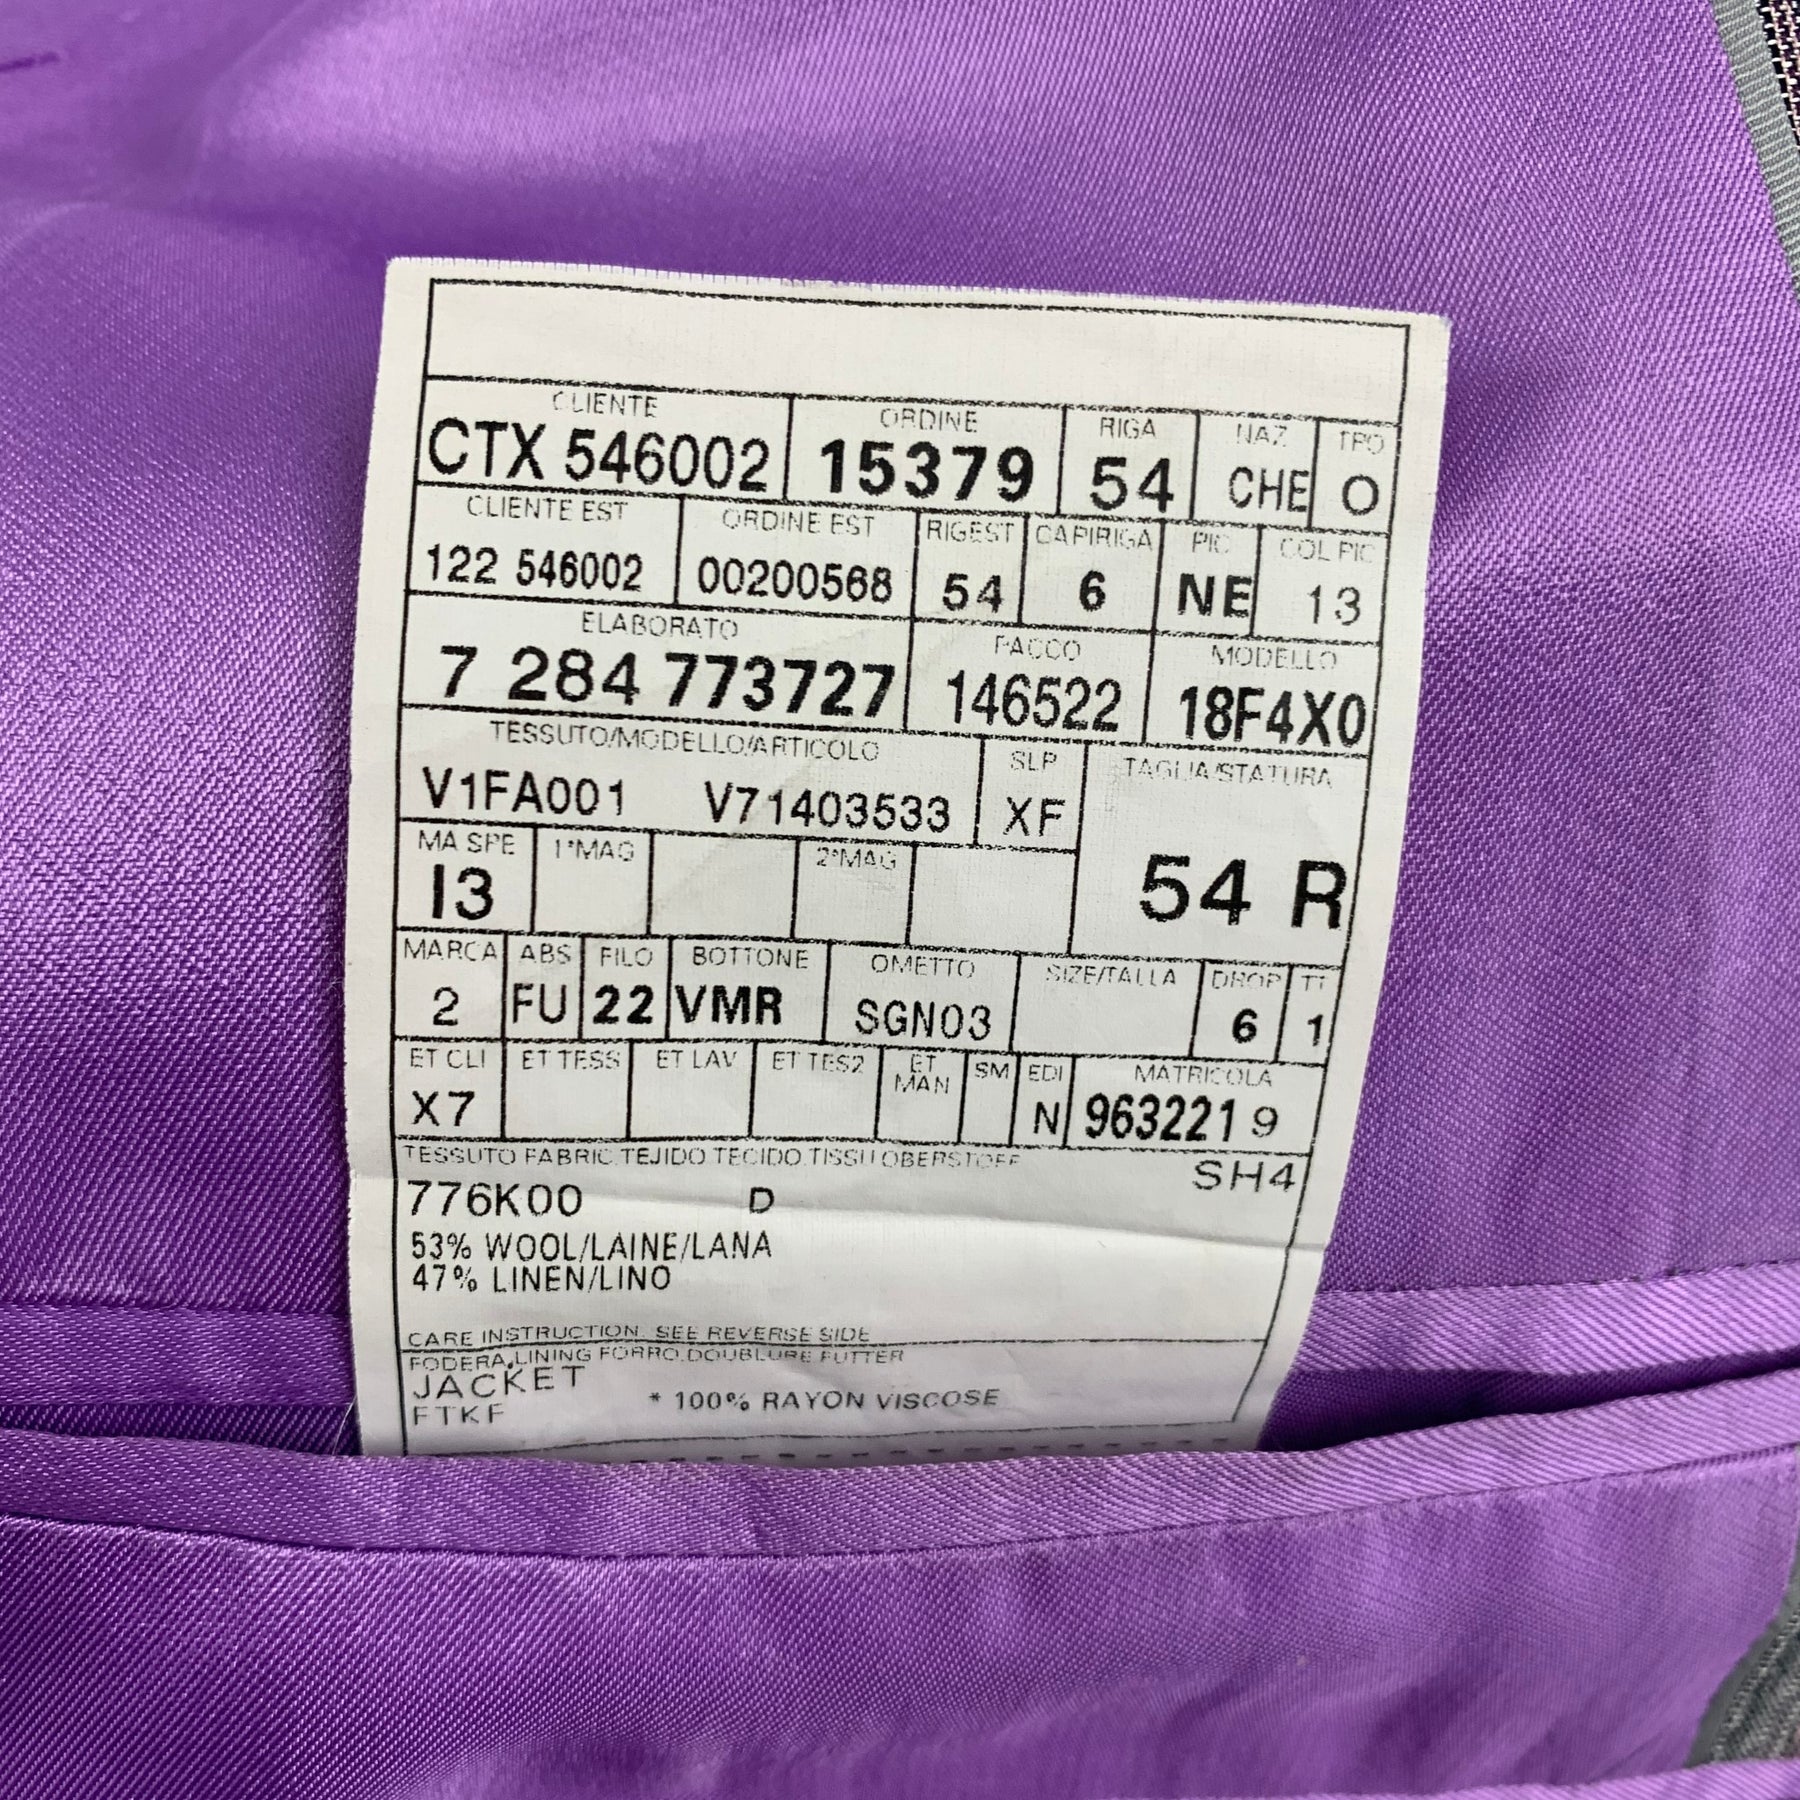 CLIENTE ORDINE RIGA NAZ TPO
CTX 546002 15379 54 CHE O
CLIENTE EST ORDINE EST RIGEST CAPIRIGA PIC COL PIC
122 546002 00200568 54 6 NE 13
ELABORATO PACCO MODELLO
7 284 773727 146522 18F4X0
TESSUTO/MODELLO/ARTICOLO SLP TAGLIA/STATURA
V1FA001 V71403533 XF
MA SPE 1°MAG 2°MAG
I3 54 R
MARCA ABS FILO BOTTONE OMETTO SIZE/TALLA DROP TT
2 FU 22 VMR SGN03 6 1
ET CLI ET TESS ET LAV ET TES2 ET MAN SM EDI MATRICOLA
X7 N 963221 9
TESSUTO FABRIC.TEJIDO TECIDO.TISSU OBERSTOFF SH4
776K00 D
53% WOOL/LAINE/LANA
47% LINEN/LINO
CARE INSTRUCTION: SEE REVERSE SIDE
FODERA,LINING FORRO.DOUBLURE FUTTER
JACKET * 100% RAYON VISCOSE
FTKF